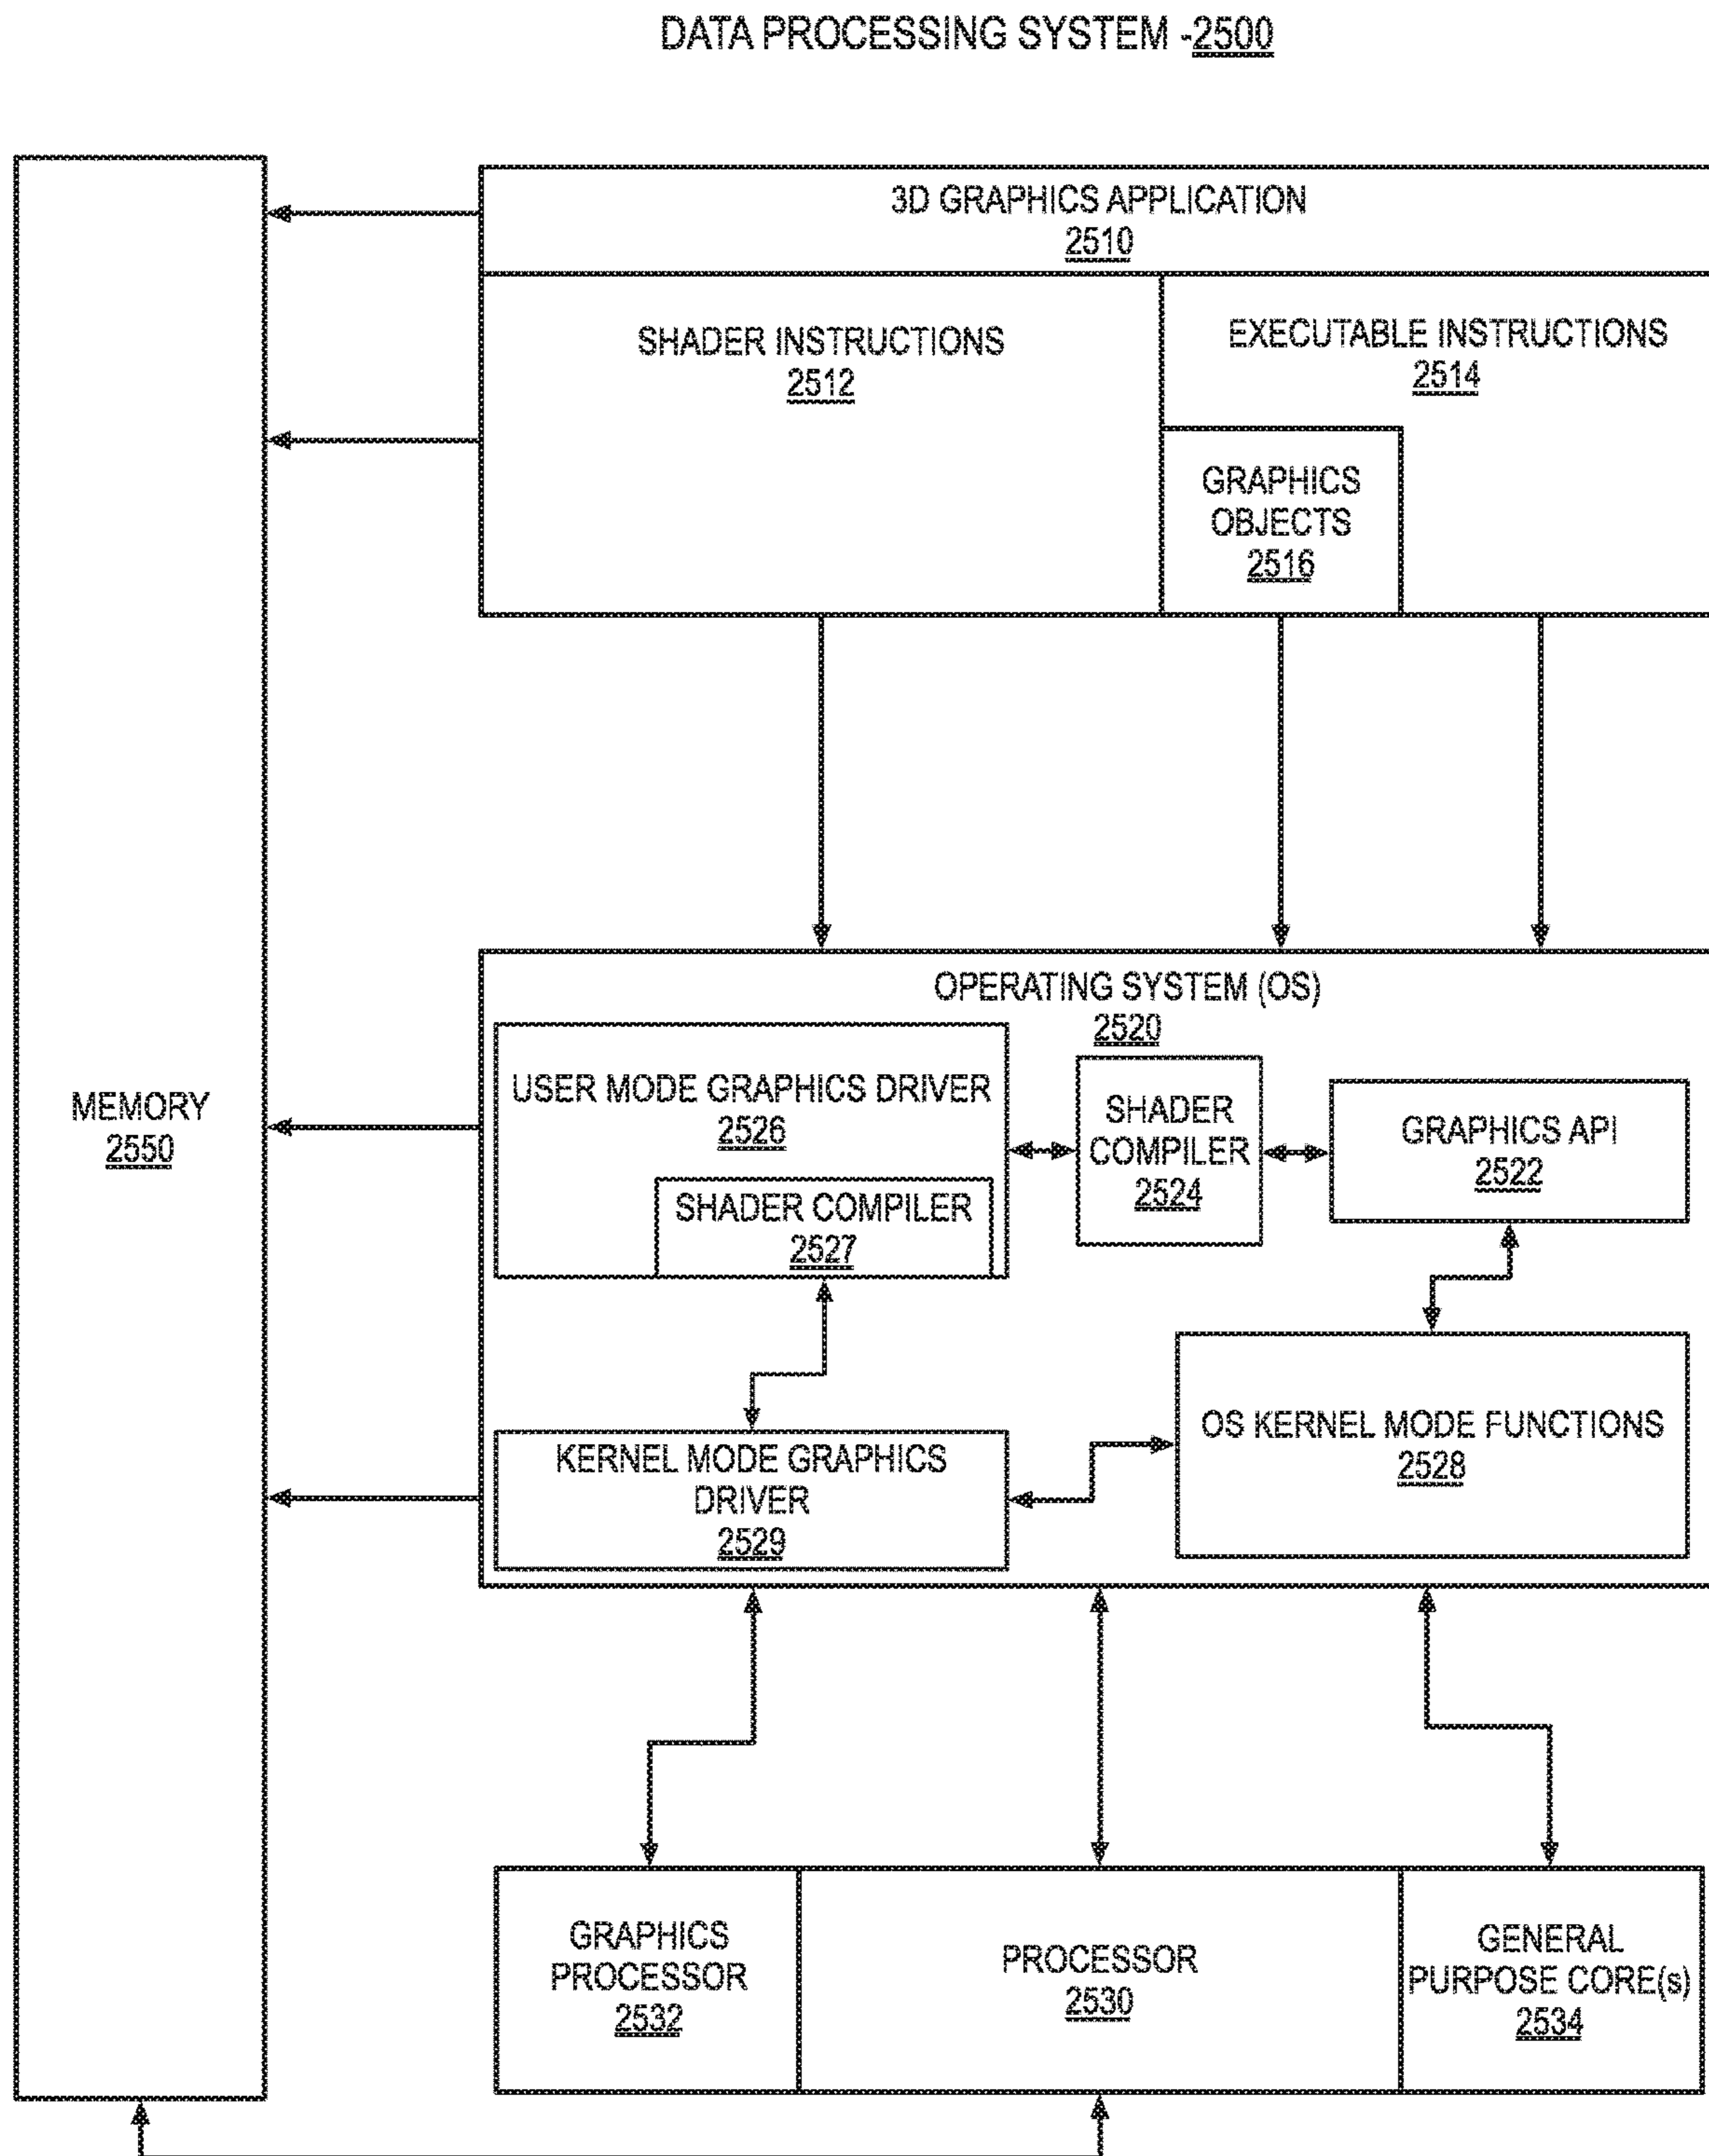 DATA PROCESSING SYSTEM -2500
3D GRAPHICS APPLICATION
2510
SHADER INSTRUCTIONS
2512
EXECUTABLE INSTRUCTIONS
2514
GRAPHICS
OBJECTS
2516
MEMORY
2550
OPERATING SYSTEM (OS)
2520
USER MODE GRAPHICS DRIVER
2526
SHADER COMPILER
2527
SHADER
COMPILER
2524
GRAPHICS API
2522
KERNEL MODE GRAPHICS
DRIVER
2529
OS KERNEL MODE FUNCTIONS
2528
GRAPHICS
PROCESSOR
2532
PROCESSOR
2530
GENERAL
PURPOSE CORE(s)
2534